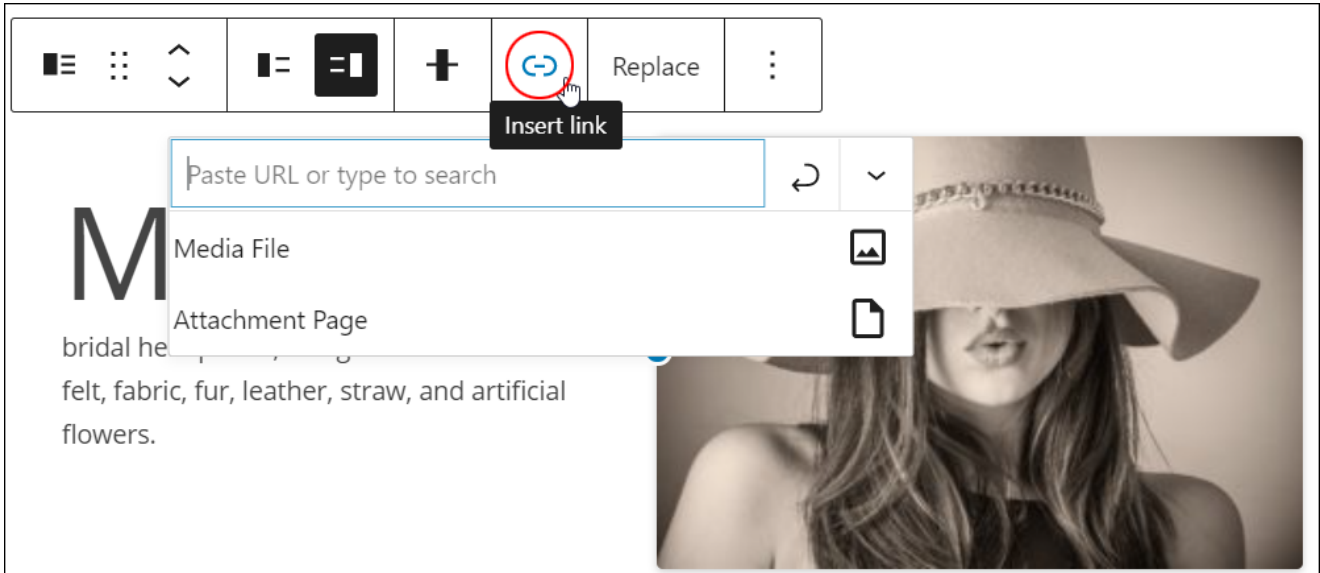 Replace
Insert link
Paste URL or type to search
M
Media File
Attachment Page
bridal he
felt, fabric, fur, leather, straw, and artificial
flowers.